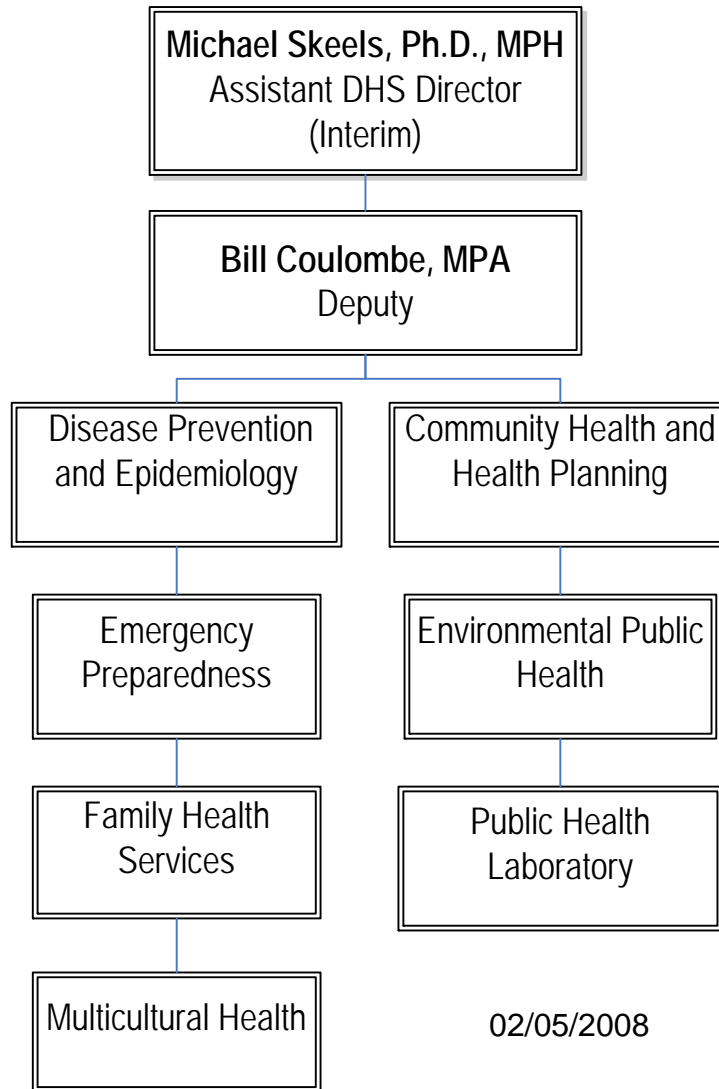 Michael Skeels, Ph.D., MPH
Assistant DHS Director
(Interim)
Bill Coulombe, MPA
Deputy
Disease Prevention
and Epidemiology
Community Health and
Health Planning
Emergency
Preparedness
Environmental Public
Health
Family Health
Services
Public Health
Laboratory
Multicultural Health
02/05/2008